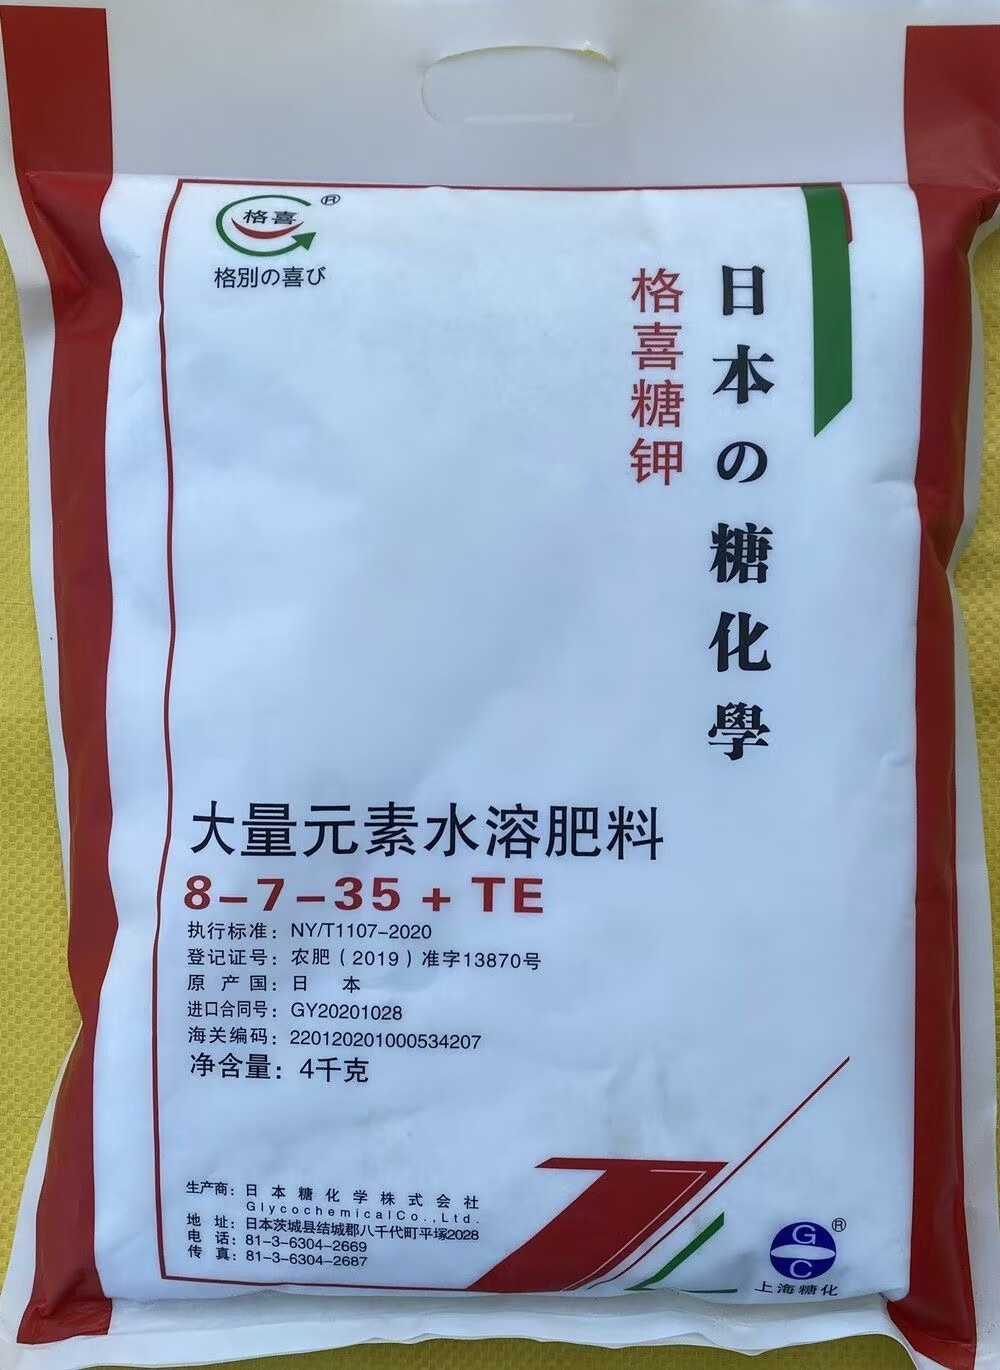 格喜
®
格別の喜び
日本の糖化學
格喜糖钾
大量元素水溶肥料
8-7-35 + TE
执行标准：NY/T1107-2020
登记证号：农肥（2019）准字13870号
原 产 国：日 本
进口合同号：GY20201028
海关编码：220120201000534207
净含量：4千克
生产商：日本糖化学株式会社
GlycochemicalCo.,Ltd.
地 址：日本茨城县结城郡八千代町平塚2028
电 话：81-3-6304-2669
传 真：81-3-6304-2687
G
C
®
上海糖化